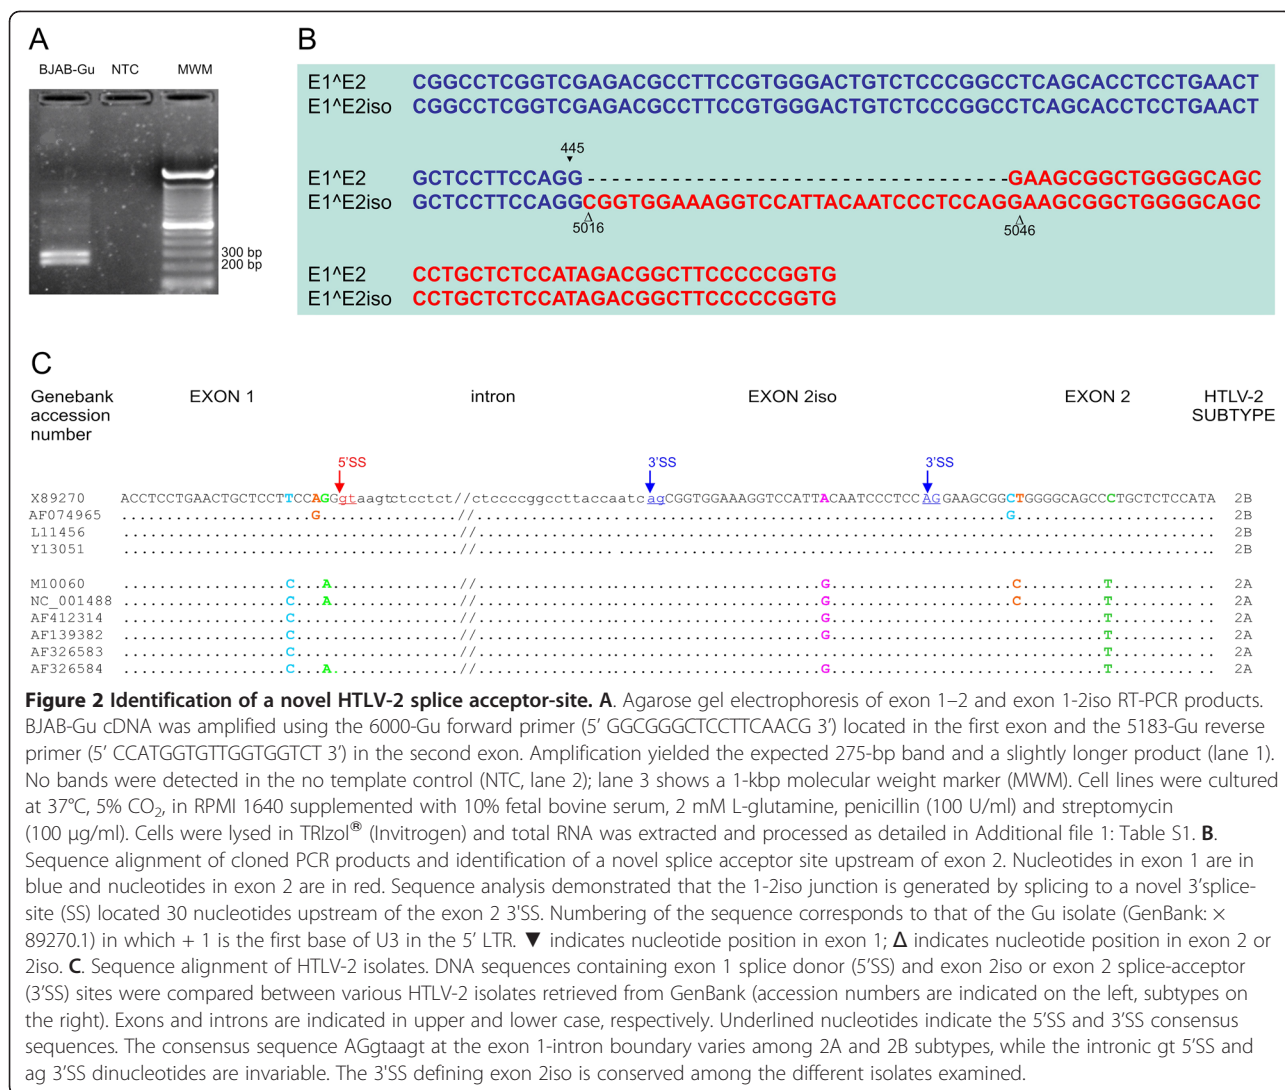 A
BJAB-Gu NTC MWM
300 bp
200 bp
B
E1^E2 CGGCCTCGGTCGAGACGCCTTCCGTGGGACTGTCTCCCGGCCTCAGCACCTCCTGAACT
E1^E2iso CGGCCTCGGTCGAGACGCCTTCCGTGGGACTGTCTCCCGGCCTCAGCACCTCCTGAACT
445
▼
E1^E2 GCTCCTTCCAGG------------------------------GAAGCGGCTGGGGCAGC
E1^E2iso GCTCCTTCCAGGCGGTGGAAAGGTCCATTACAATCCCTCCAGGAAGCGGCTGGGGCAGC
Δ Δ
5016 5046
E1^E2 CCTGCTCTCCATAGACGGCTTCCCCCGGTG
E1^E2iso CCTGCTCTCCATAGACGGCTTCCCCCGGTG
C
Genebank accession number EXON 1 intron EXON 2iso EXON 2 HTLV-2 SUBTYPE
5'SS 3'SS 3'SS
X89270 ACCTCCTGAACTGCTCCTTCCAGGgtaagtctcctct//ctccccggccttaccaatcagCGGTGGAAAGGTCCATTACAATCCCTCCAGGAAGCGGCTGGGGCAGCCCTGCTCTCCATA 2B
AF074965 G // G 2B
L11456 // 2B
Y13051 // 2B
M10060 C A // G C T 2A
NC_001488 C A // G C T 2A
AF412314 C // G T 2A
AF139382 C // G T 2A
AF326583 C // T 2A
AF326584 C A // G T 2A
Figure 2 Identification of a novel HTLV-2 splice acceptor-site. A. Agarose gel electrophoresis of exon 1–2 and exon 1-2iso RT-PCR products.
BJAB-Gu cDNA was amplified using the 6000-Gu forward primer (5′ GGCGGGCTCCTTCAACG 3′) located in the first exon and the 5183-Gu reverse
primer (5′ CCATGGTGTTGGTGGTCT 3′) in the second exon. Amplification yielded the expected 275-bp band and a slightly longer product (lane 1).
No bands were detected in the no template control (NTC, lane 2); lane 3 shows a 1-kbp molecular weight marker (MWM). Cell lines were cultured
at 37°C, 5% CO₂, in RPMI 1640 supplemented with 10% fetal bovine serum, 2 mM L-glutamine, penicillin (100 U/ml) and streptomycin
(100 μg/ml). Cells were lysed in TRIzol® (Invitrogen) and total RNA was extracted and processed as detailed in Additional file 1: Table S1. B.
Sequence alignment of cloned PCR products and identification of a novel splice acceptor site upstream of exon 2. Nucleotides in exon 1 are in
blue and nucleotides in exon 2 are in red. Sequence analysis demonstrated that the 1-2iso junction is generated by splicing to a novel 3′splice-
site (SS) located 30 nucleotides upstream of the exon 2 3'SS. Numbering of the sequence corresponds to that of the Gu isolate (GenBank: ×
89270.1) in which + 1 is the first base of U3 in the 5′ LTR. ▼ indicates nucleotide position in exon 1; Δ indicates nucleotide position in exon 2 or
2iso. C. Sequence alignment of HTLV-2 isolates. DNA sequences containing exon 1 splice donor (5′SS) and exon 2iso or exon 2 splice-acceptor
(3′SS) sites were compared between various HTLV-2 isolates retrieved from GenBank (accession numbers are indicated on the left, subtypes on
the right). Exons and introns are indicated in upper and lower case, respectively. Underlined nucleotides indicate the 5′SS and 3′SS consensus
sequences. The consensus sequence AGgtaagt at the exon 1-intron boundary varies among 2A and 2B subtypes, while the intronic gt 5′SS and
ag 3′SS dinucleotides are invariable. The 3'SS defining exon 2iso is conserved among the different isolates examined.